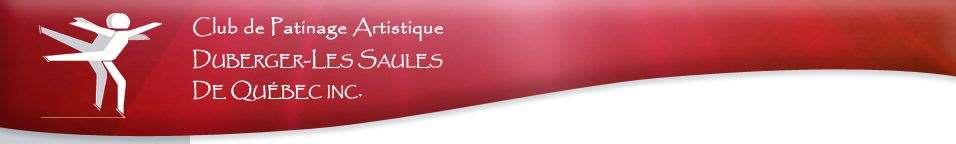 Club de Patinage Artistique
DUBERGER-LES SAULES
DE QUÉBEC INC.